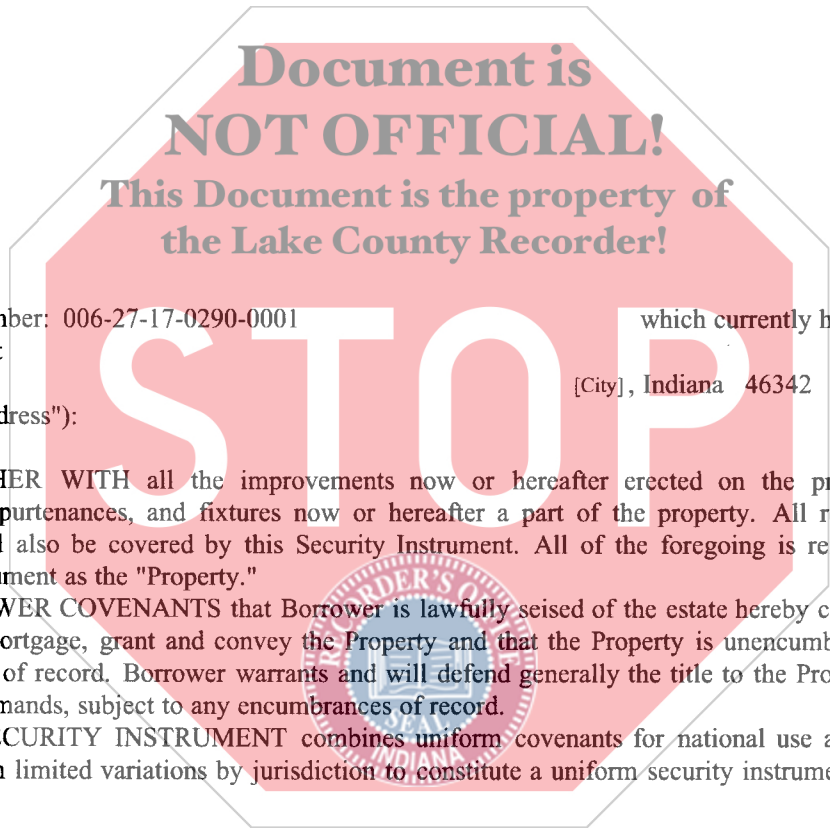 Document is
NOT OFFICIAL!
This Document is the property of
the Lake County Recorder!
STOP
nber: 006-27-17-0290-0001 which currently h
[City], Indiana 46342
dress"):
HER WITH all the improvements now or hereafter erected on the pr
purtenances, and fixtures now or hereafter a part of the property. All r
l also be covered by this Security Instrument. All of the foregoing is re
ument as the "Property."
WER COVENANTS that Borrower is lawfully seised of the estate hereby c
ortgage, grant and convey the Property and that the Property is unencumb
of record. Borrower warrants and will defend generally the title to the Pro
mands, subject to any encumbrances of record.
ECURITY INSTRUMENT combines uniform covenants for national use a
n limited variations by jurisdiction to constitute a uniform security instrume
RECORDER'S OFFICE
SEAL
INDIANA